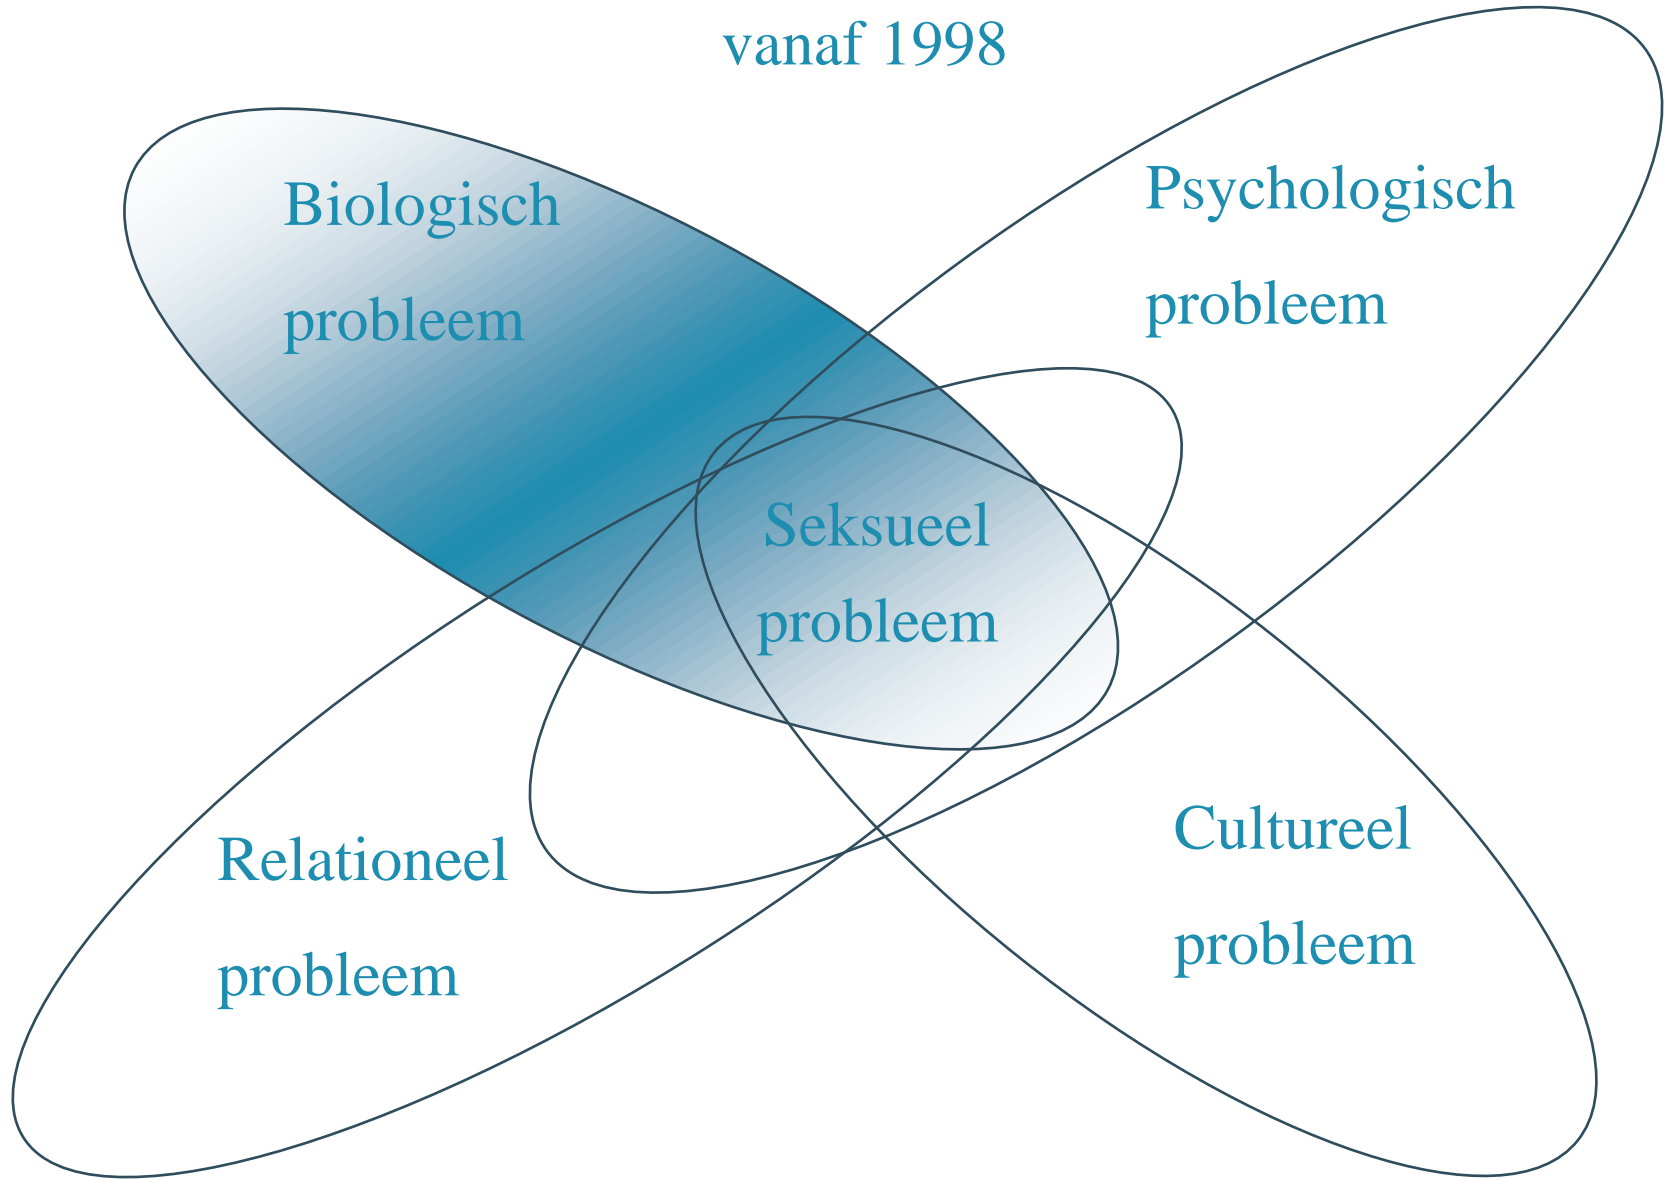 vanaf 1998
Biologisch
probleem
Psychologisch
probleem
Seksueel
probleem
Relationeel
probleem
Cultureel
probleem